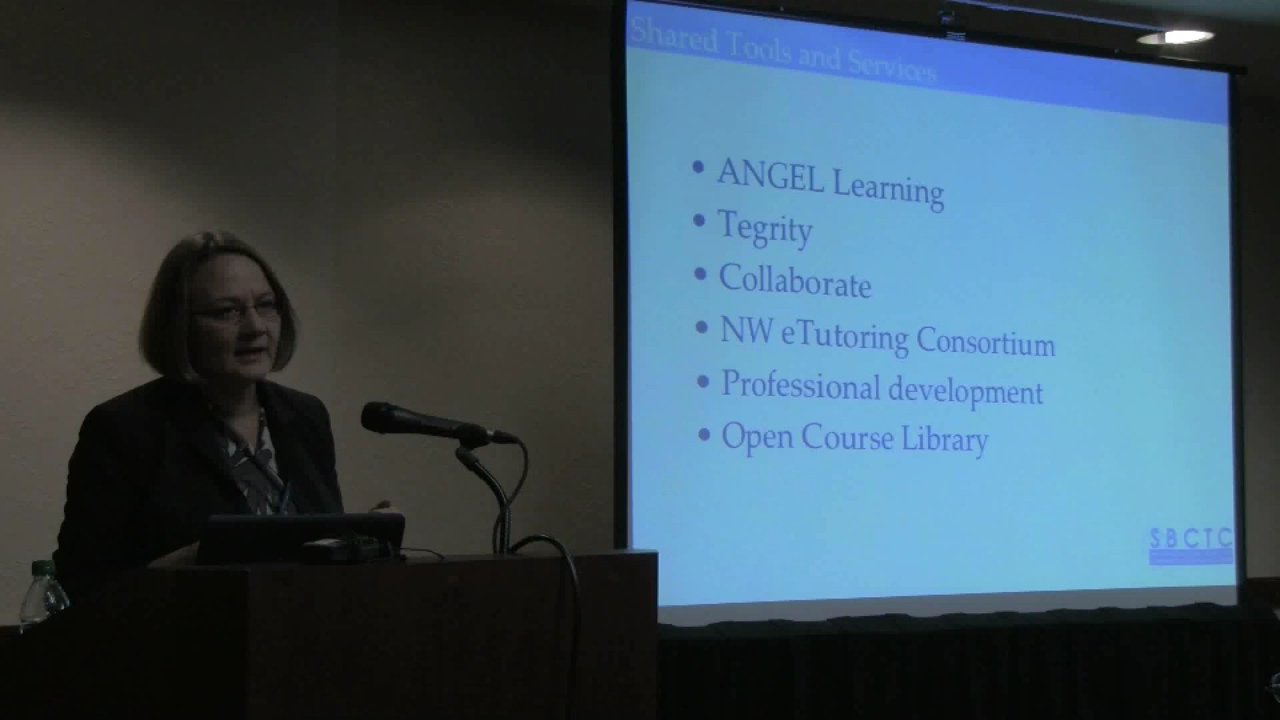 Shared Tools and Services
• ANGEL Learning
• Tegrity
• Collaborate
• NW eTutoring Consortium
• Professional development
• Open Course Library
SBCTC